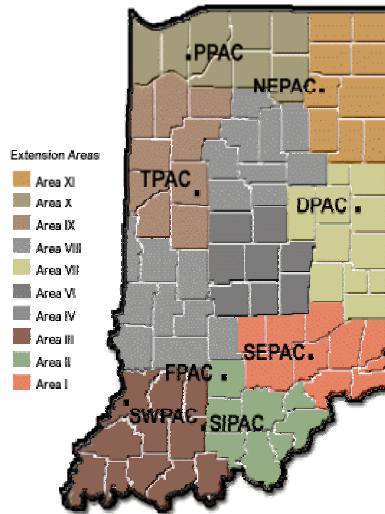 PPAC
NEPAC
Extension Areas
Area XI
Area X
Area IX
Area VIII
Area VII
Area VI
Area IV
Area III
Area II
Area I
TPAC
DPAC
SEPAC
FPAC
SWPAC
SIPAC